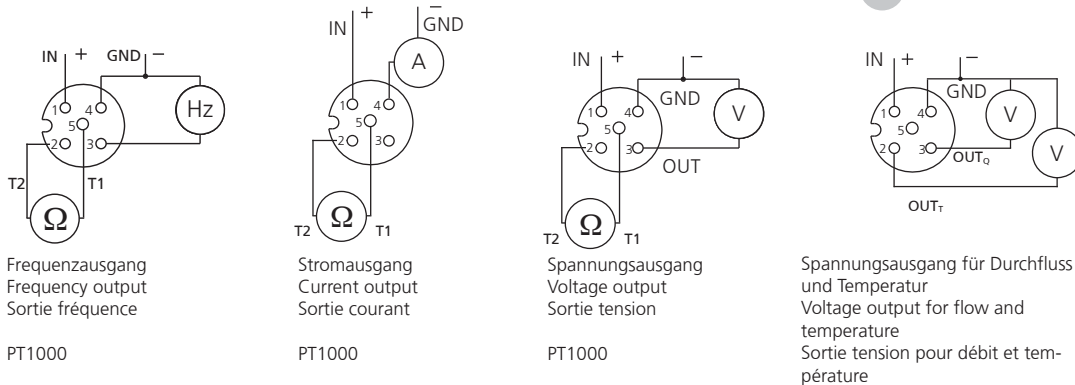 IN + GND −
1 4
5
2 3
Hz
T2 T1
Ω
Frequenzausgang
Frequency output
Sortie fréquence
PT1000
IN + −
GND
A
1 4
5
2 3
T2 T1
Ω
Stromausgang
Current output
Sortie courant
PT1000
IN + −
GND
1 4
5
2 3
V
OUT
T2 T1
Ω
Spannungsausgang
Voltage output
Sortie tension
PT1000
IN + −
GND
1 4
5
2 3
V
V
OUTQ
OUTT
Spannungsausgang für Durchfluss
und Temperatur
Voltage output for flow and
temperature
Sortie tension pour débit et tem-
pérature